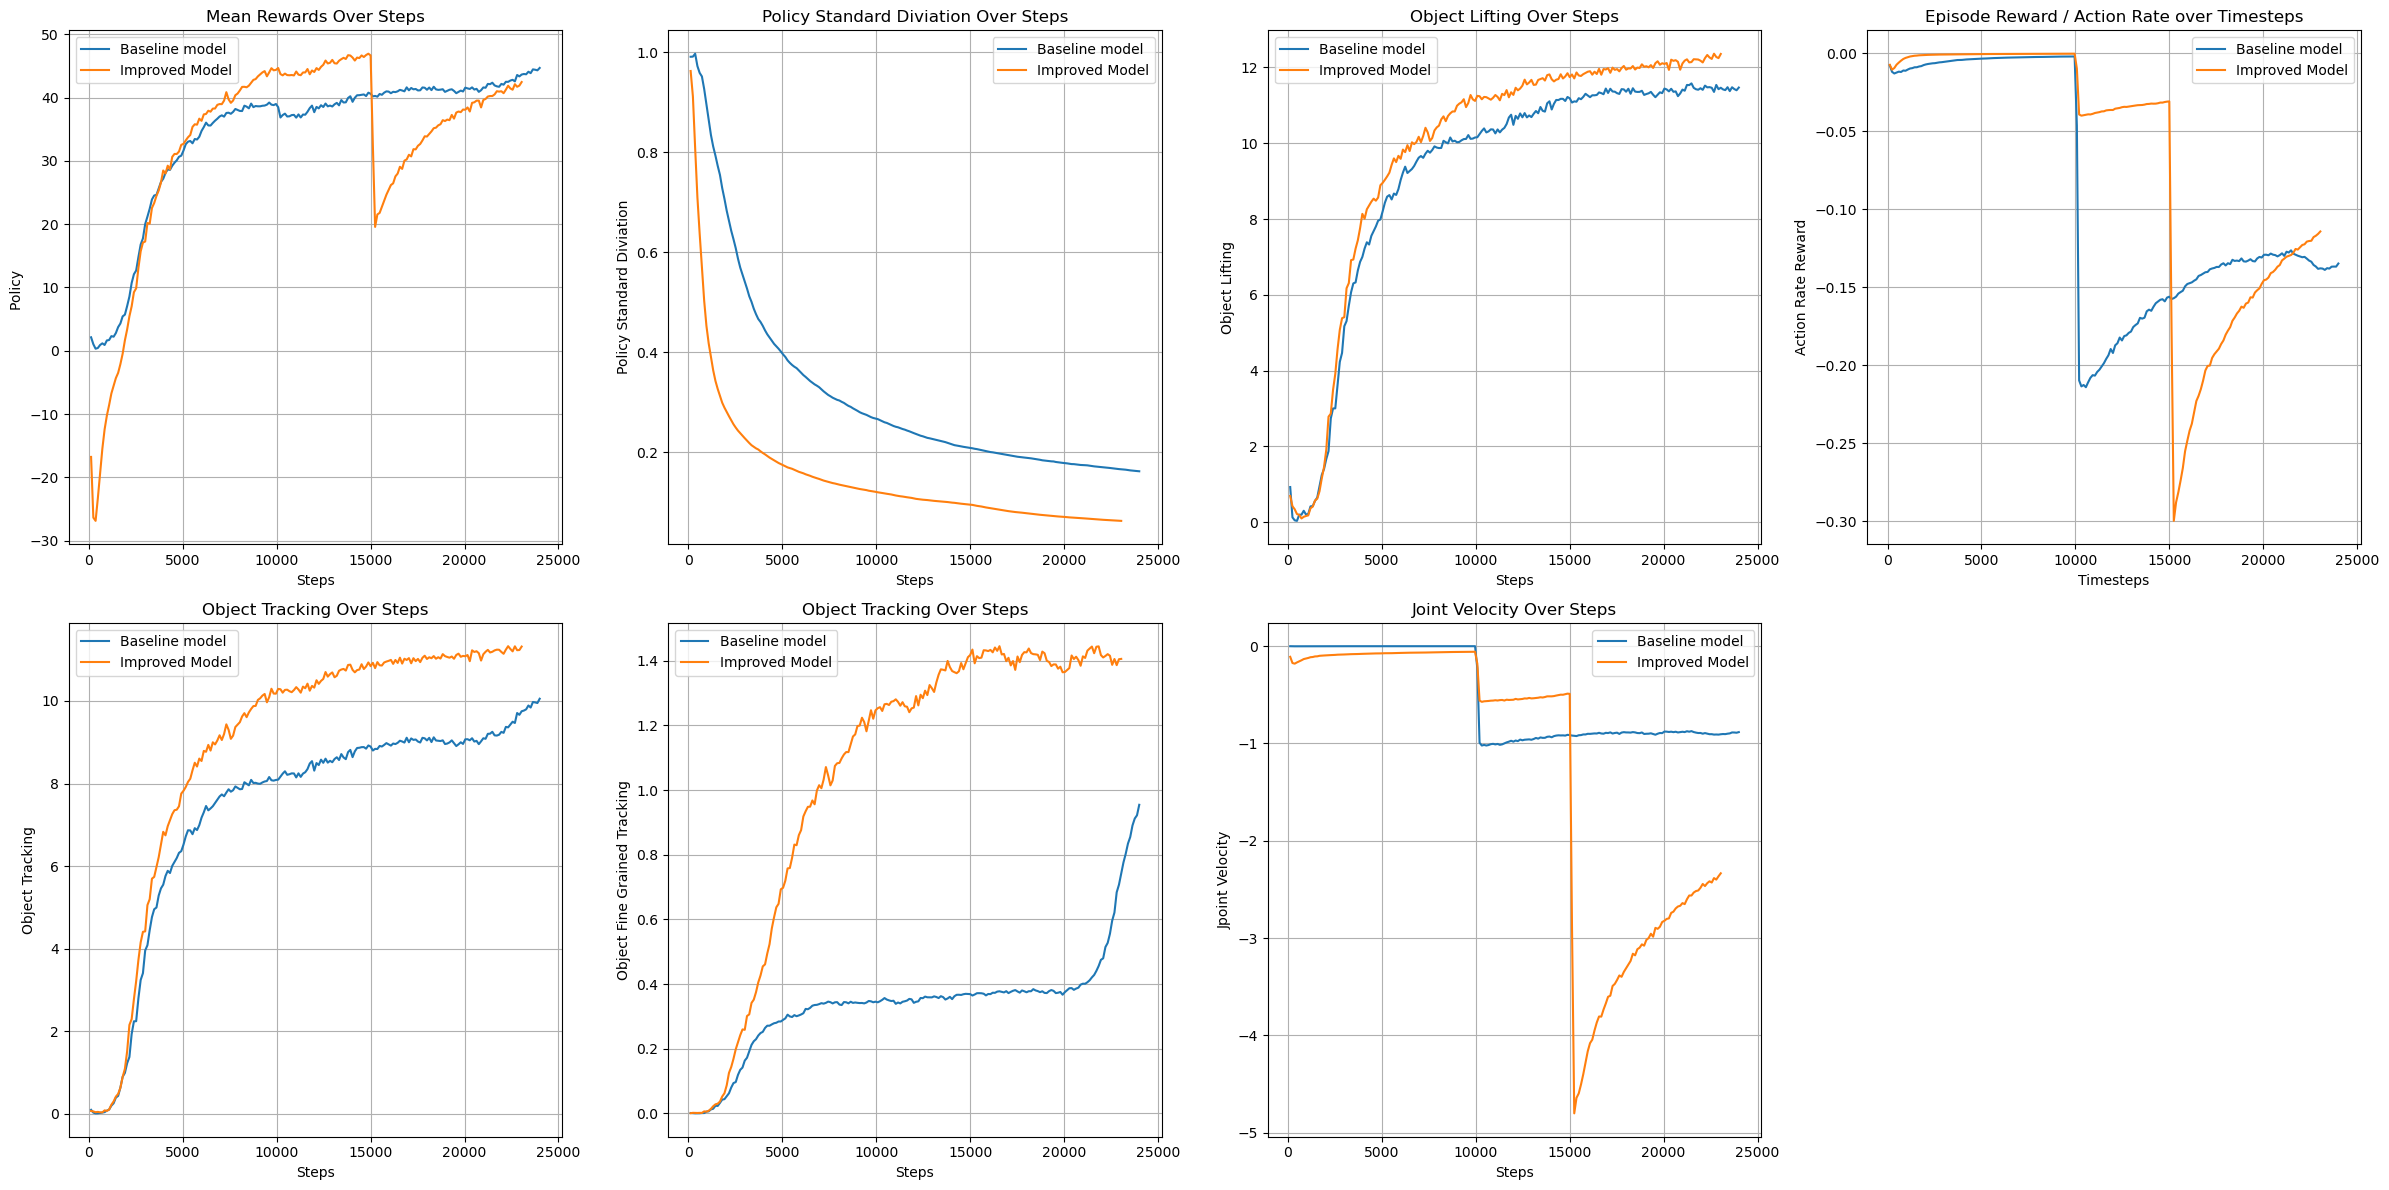 Mean Rewards Over Steps
Baseline model
Improved Model
50
40
30
20
10
0
−10
−20
−30
0 5000 10000 15000 20000 25000
Policy
Steps
Policy Standard Diviation Over Steps
Baseline model
Improved Model
1.0
0.8
0.6
0.4
0.2
0 5000 10000 15000 20000 25000
Policy Standard Diviation
Steps
Object Lifting Over Steps
Baseline model
Improved Model
12
10
8
6
4
2
0
0 5000 10000 15000 20000 25000
Object Lifting
Steps
Episode Reward / Action Rate over Timesteps
Baseline model
Improved Model
0.00
−0.05
−0.10
−0.15
−0.20
−0.25
−0.30
0 5000 10000 15000 20000 25000
Action Rate Reward
Timesteps
Object Tracking Over Steps
Baseline model
Improved Model
10
8
6
4
2
0
0 5000 10000 15000 20000 25000
Object Tracking
Steps
Object Tracking Over Steps
Baseline model
Improved Model
1.4
1.2
1.0
0.8
0.6
0.4
0.2
0.0
0 5000 10000 15000 20000 25000
Object Fine Grained Tracking
Steps
Joint Velocity Over Steps
Baseline model
Improved Model
0
−1
−2
−3
−4
−5
0 5000 10000 15000 20000 25000
Jpoint Velocity
Steps